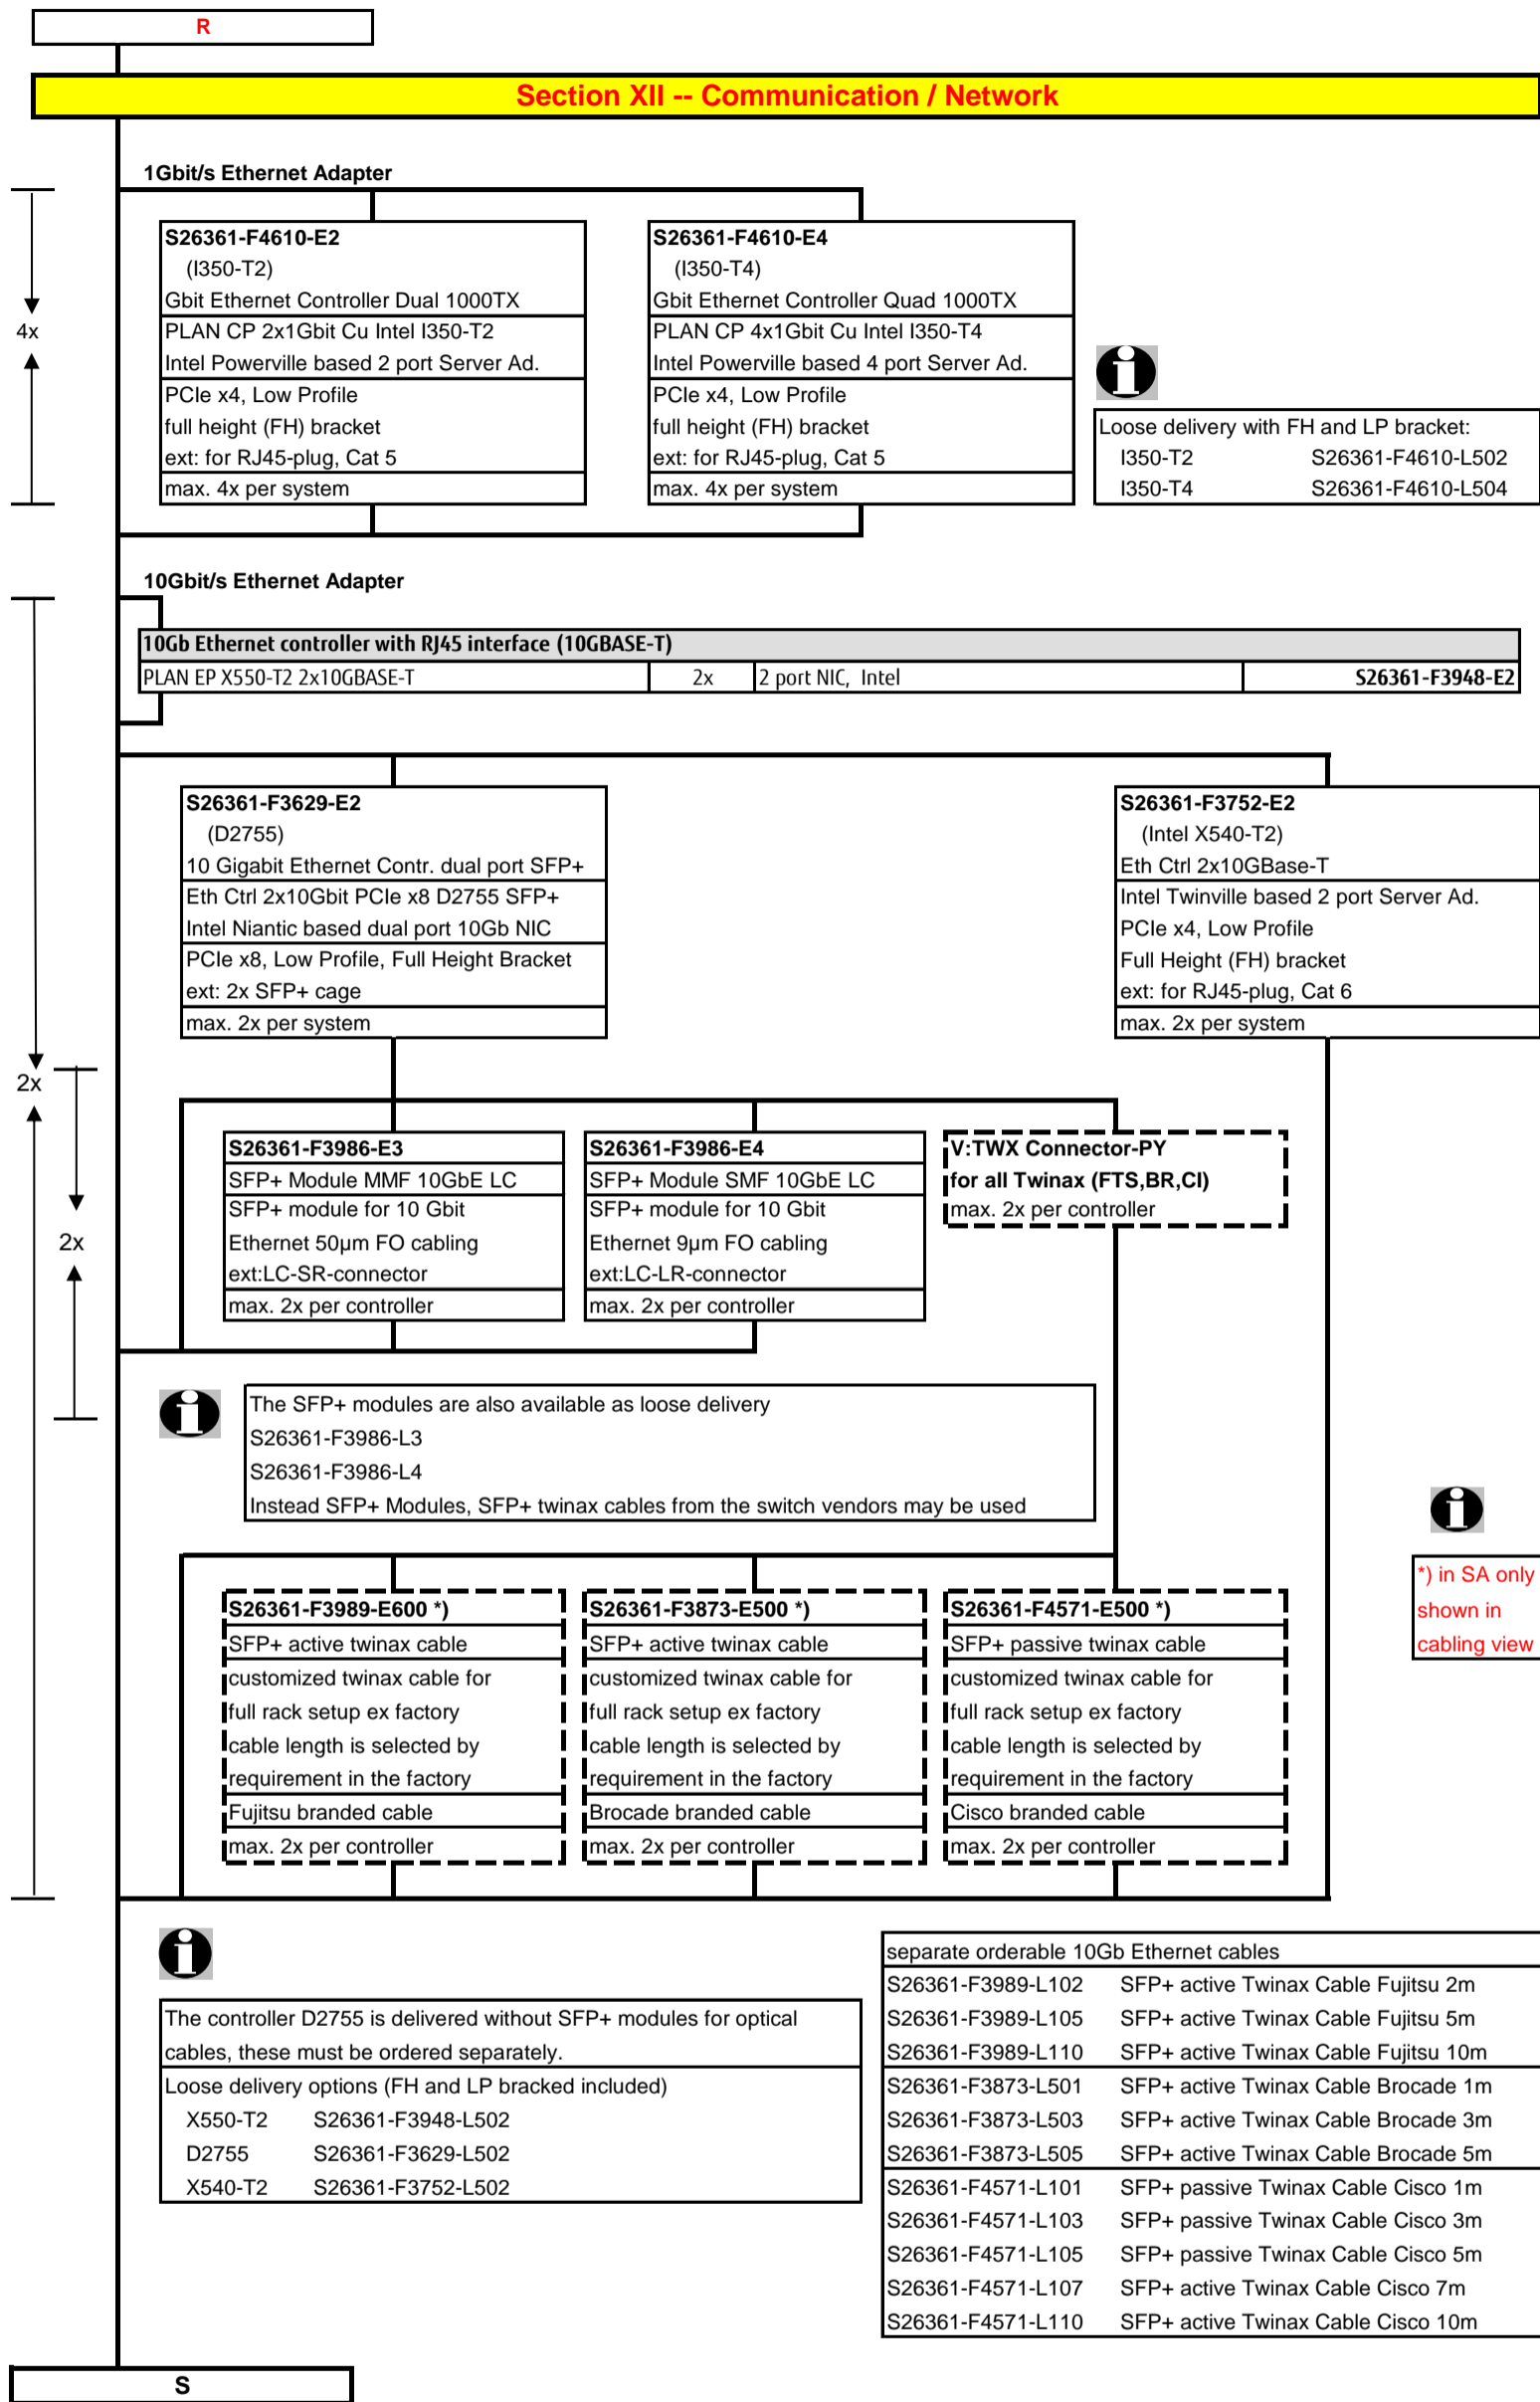 R
Section XII -- Communication / Network
1Gbit/s Ethernet Adapter
4x
S26361-F4610-E2
(I350-T2)
Gbit Ethernet Controller Dual 1000TX
PLAN CP 2x1Gbit Cu Intel I350-T2
Intel Powerville based 2 port Server Ad.
PCIe x4, Low Profile
full height (FH) bracket
ext: for RJ45-plug, Cat 5
max. 4x per system
S26361-F4610-E4
(I350-T4)
Gbit Ethernet Controller Quad 1000TX
PLAN CP 4x1Gbit Cu Intel I350-T4
Intel Powerville based 4 port Server Ad.
PCIe x4, Low Profile
full height (FH) bracket
ext: for RJ45-plug, Cat 5
max. 4x per system
Loose delivery with FH and LP bracket:
I350-T2 S26361-F4610-L502
I350-T4 S26361-F4610-L504
10Gbit/s Ethernet Adapter
10Gb Ethernet controller with RJ45 interface (10GBASE-T)
PLAN EP X550-T2 2x10GBASE-T 2x 2 port NIC, Intel S26361-F3948-E2
S26361-F3629-E2
(D2755)
10 Gigabit Ethernet Contr. dual port SFP+
Eth Ctrl 2x10Gbit PCIe x8 D2755 SFP+
Intel Niantic based dual port 10Gb NIC
PCIe x8, Low Profile, Full Height Bracket
ext: 2x SFP+ cage
max. 2x per system
S26361-F3752-E2
(Intel X540-T2)
Eth Ctrl 2x10GBase-T
Intel Twinville based 2 port Server Ad.
PCIe x4, Low Profile
Full Height (FH) bracket
ext: for RJ45-plug, Cat 6
max. 2x per system
2x
2x
S26361-F3986-E3
SFP+ Module MMF 10GbE LC
SFP+ module for 10 Gbit
Ethernet 50µm FO cabling
ext:LC-SR-connector
max. 2x per controller
S26361-F3986-E4
SFP+ Module SMF 10GbE LC
SFP+ module for 10 Gbit
Ethernet 9µm FO cabling
ext:LC-LR-connector
max. 2x per controller
V:TWX Connector-PY
for all Twinax (FTS,BR,CI)
max. 2x per controller
The SFP+ modules are also available as loose delivery
S26361-F3986-L3
S26361-F3986-L4
Instead SFP+ Modules, SFP+ twinax cables from the switch vendors may be used
*) in SA only
shown in
cabling view
S26361-F3989-E600 *)
SFP+ active twinax cable
customized twinax cable for
full rack setup ex factory
cable length is selected by
requirement in the factory
Fujitsu branded cable
max. 2x per controller
S26361-F3873-E500 *)
SFP+ active twinax cable
customized twinax cable for
full rack setup ex factory
cable length is selected by
requirement in the factory
Brocade branded cable
max. 2x per controller
S26361-F4571-E500 *)
SFP+ passive twinax cable
customized twinax cable for
full rack setup ex factory
cable length is selected by
requirement in the factory
Cisco branded cable
max. 2x per controller
The controller D2755 is delivered without SFP+ modules for optical
cables, these must be ordered separately.
Loose delivery options (FH and LP bracked included)
X550-T2 S26361-F3948-L502
D2755 S26361-F3629-L502
X540-T2 S26361-F3752-L502
separate orderable 10Gb Ethernet cables
S26361-F3989-L102 SFP+ active Twinax Cable Fujitsu 2m
S26361-F3989-L105 SFP+ active Twinax Cable Fujitsu 5m
S26361-F3989-L110 SFP+ active Twinax Cable Fujitsu 10m
S26361-F3873-L501 SFP+ active Twinax Cable Brocade 1m
S26361-F3873-L503 SFP+ active Twinax Cable Brocade 3m
S26361-F3873-L505 SFP+ active Twinax Cable Brocade 5m
S26361-F4571-L101 SFP+ passive Twinax Cable Cisco 1m
S26361-F4571-L103 SFP+ passive Twinax Cable Cisco 3m
S26361-F4571-L105 SFP+ passive Twinax Cable Cisco 5m
S26361-F4571-L107 SFP+ active Twinax Cable Cisco 7m
S26361-F4571-L110 SFP+ active Twinax Cable Cisco 10m
S